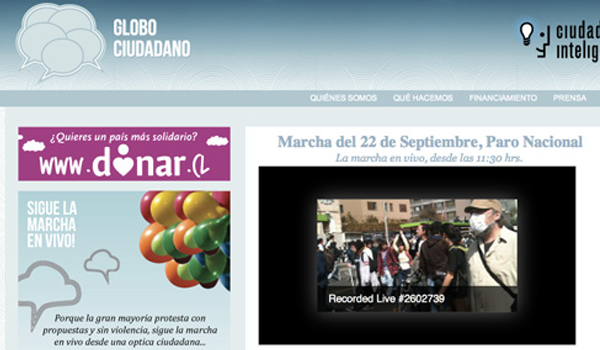 GLOBO
CIUDADANO
QUIÉNES SOMOS QUÉ HACEMOS FINANCIAMIENTO PRENSA
¿Quieres un país más solidario?
www.donar.cl
SIGUE LA
MARCHA
EN VIVO!
Porque la gran mayoría protesta con
propuestas y sin violencia, sigue la marcha
en vivo desde una optica ciudadana...
Marcha del 22 de Septiembre, Paro Nacional
La marcha en vivo, desde las 11:30 hrs.
Recorded Live #2602739